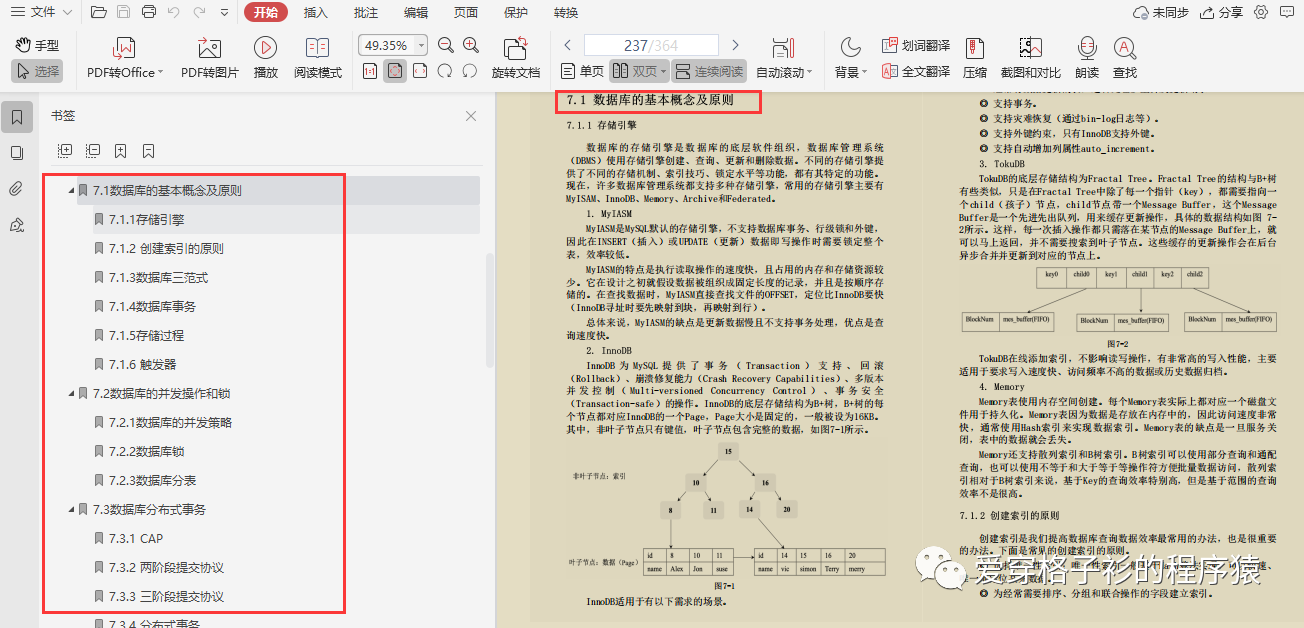 文件
开始
插入
批注
编辑
页面
保护
转换
未同步
分享
手型
选择
PDF转Office
PDF转图片
播放
阅读模式
49.35%
旋转文档
237/364
单页
双页
连续阅读
自动滚动
背景
划词翻译
全文翻译
压缩
截图和对比
朗读
查找
书签
7.1数据库的基本概念及原则
7.1.1存储引擎
7.1.2 创建索引的原则
7.1.3数据库三范式
7.1.4数据库事务
7.1.5存储过程
7.1.6 触发器
7.2数据库的并发操作和锁
7.2.1数据库的并发策略
7.2.2数据库锁
7.2.3数据库分表
7.3数据库分布式事务
7.3.1 CAP
7.3.2 两阶段提交协议
7.3.3 三阶段提交协议
7.3.4 分布式事务
7.1 数据库的基本概念及原则
7.1.1 存储引擎
数据库的存储引擎是数据库的底层软件组织，数据库管理系统
（DBMS）使用存储引擎创建、查询、更新和删除数据。不同的存储引擎提
供了不同的存储机制、索引技巧、锁定水平等功能，都有其特定的功能。
现在，许多数据库管理系统都支持多种存储引擎，常用的存储引擎主要有
MyISAM、InnoDB、Memory、Archive和Federated。
1. MyIASM
MyIASM是MySQL默认的存储引擎，不支持数据库事务、行级锁和外键，
因此在INSERT（插入）或UPDATE（更新）数据即写操作时需要锁定整个
表，效率较低。
MyIASM的特点是执行读取操作的速度快，且占用的内存和存储资源较
少。它在设计之初就假设数据被组织成固定长度的记录，并且是按顺序存
储的。在查找数据时，MyIASM直接查找文件的OFFSET，定位比InnoDB要快
（InnoDB寻址时要先映射到块，再映射到行）。
总体来说，MyIASM的缺点是更新数据慢且不支持事务处理，优点是查
询速度快。
2. InnoDB
InnoDB为MySQL提供了事务（Transaction）支持、回滚
（Rollback）、崩溃修复能力（Crash Recovery Capabilities）、多版本
并发控制（Multi-versioned Concurrency Control）、事务安全
（Transaction-safe）的操作。InnoDB的底层存储结构为B+树，B+树的每
个节点都对应InnoDB的一个Page，Page大小是固定的，一般被设为16KB。
其中，非叶子节点只有键值，叶子节点包含完整的数据，如图7-1所示。
15
非叶子节点：索引
10
16
8
11
14
20
叶子节点：数据（Page）
id 8 10 11
name Alex Jon suse
id 14 15 16 20
name vic simon Terry merry
图7-1
InnoDB适用于有以下需求的场景。
◎ 支持事务。
◎ 支持灾难恢复（通过bin-log日志等）。
◎ 支持外键约束，只有InnoDB支持外键。
◎ 支持自动增加列属性auto_increment。
3. TokuDB
TokuDB的底层存储结构为Fractal Tree。Fractal Tree的结构与B+树
有些类似，只是在Fractal Tree中除了每一个指针（key），都需要指向一
个child（孩子）节点，child节点带一个Message Buffer，这个Message
Buffer是一个先进先出队列，用来缓存更新操作，具体的数据结构如图 7-
2所示。这样，每一次插入操作都只需落在某节点的Message Buffer上，就
可以马上返回，并不需要搜索到叶子节点。这些缓存的更新操作会在后台
异步合并并更新到对应的节点上。
key0 child0 key1 child1 key2 child2
BlockNum mes_buffer(FIFO)
BlockNum mes_buffer(FIFO)
BlockNum mes_buffer(FIFO)
图7-2
TokuDB在线添加索引，不影响读写操作，有非常高的写入性能，主要
适用于要求写入速度快、访问频率不高的数据或历史数据归档。
4. Memory
Memory表使用内存空间创建。每个Memory表实际上都对应一个磁盘文
件用于持久化。Memory表因为数据是存放在内存中的，因此访问速度非常
快，通常使用Hash索引来实现数据索引。Memory表的缺点是一旦服务关
闭，表中的数据就会丢失。
Memory还支持散列索引和B树索引。B树索引可以使用部分查询和通配
查询，也可以使用不等于和大于等于等操作符方便批量数据访问，散列索
引相对于B树索引来说，基于Key的查询效率特别高，但是基于范围的查询
效率不是很高。
7.1.2 创建索引的原则
创建索引是我们提高数据库查询数据效率最常用的办法，也是很重要
的办法。下面是常见的创建索引的原则。
◎ 为经常需要排序、分组和联合操作的字段建立索引。
爱穿格子衫的程序猿